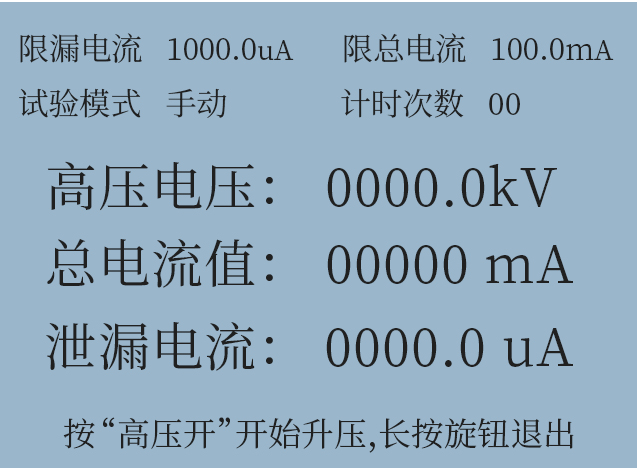 限漏电流 1000.0uA 限总电流 100.0mA
试验模式 手动 计时次数 00
高压电压: 0000.0kV
总电流值: 00000 mA
泄漏电流: 0000.0 uA
按“高压开”开始升压,长按旋钮退出